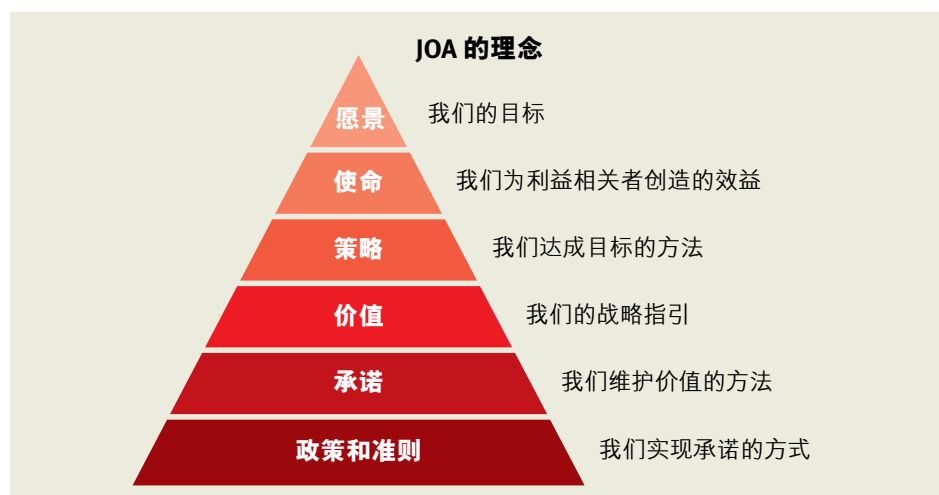 JOA 的理念
愿景 我们的目标
使命 我们为利益相关者创造的效益
策略 我们达成目标的方法
价值 我们的战略指引
承诺 我们维护价值的方法
政策和准则 我们实现承诺的方式